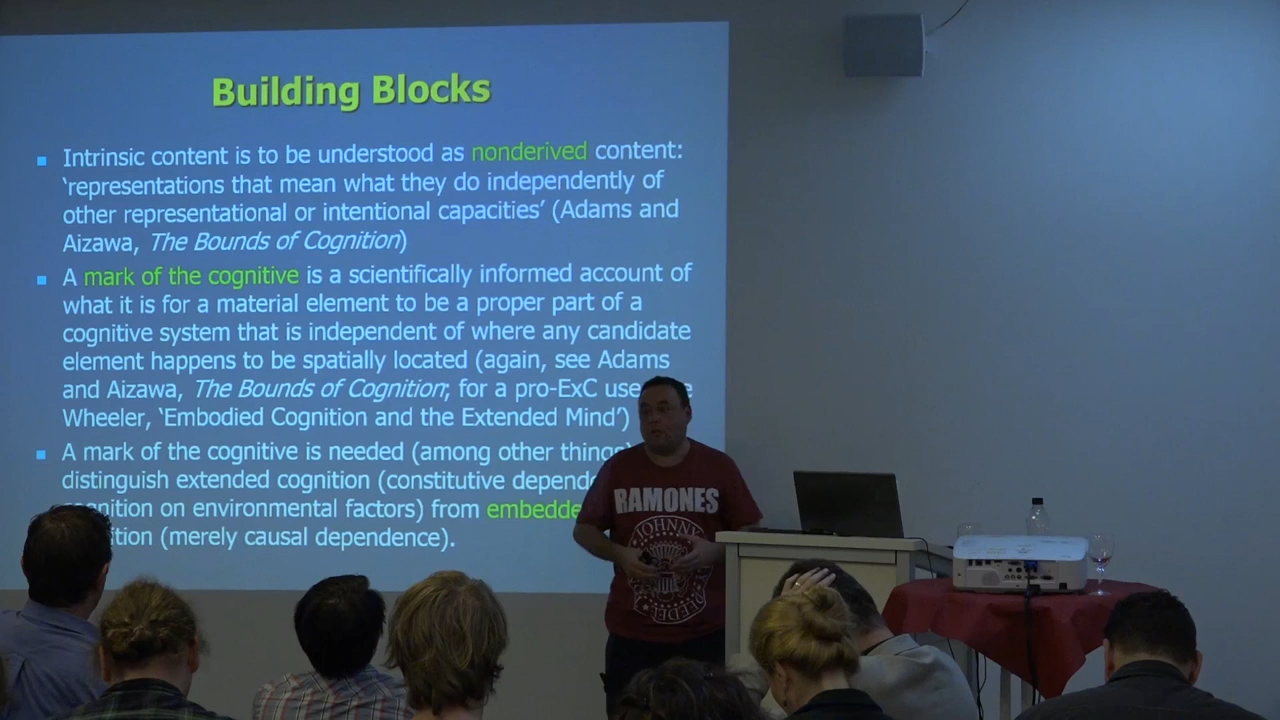 Building Blocks
Intrinsic content is to be understood as nonderived content:
‘representations that mean what they do independently of
other representational or intentional capacities’ (Adams and
Aizawa, The Bounds of Cognition)
A mark of the cognitive is a scientifically informed account of
what it is for a material element to be a proper part of a
cognitive system that is independent of where any candidate
element happens to be spatially located (again, see Adams
and Aizawa, The Bounds of Cognition; for a pro-ExC use
Wheeler, ‘Embodied Cognition and the Extended Mind’)
A mark of the cognitive is needed (among other things)
distinguish extended cognition (constitutive depende
gnition on environmental factors) from embedde
ition (merely causal dependence).
RAMONES
JOHNNY